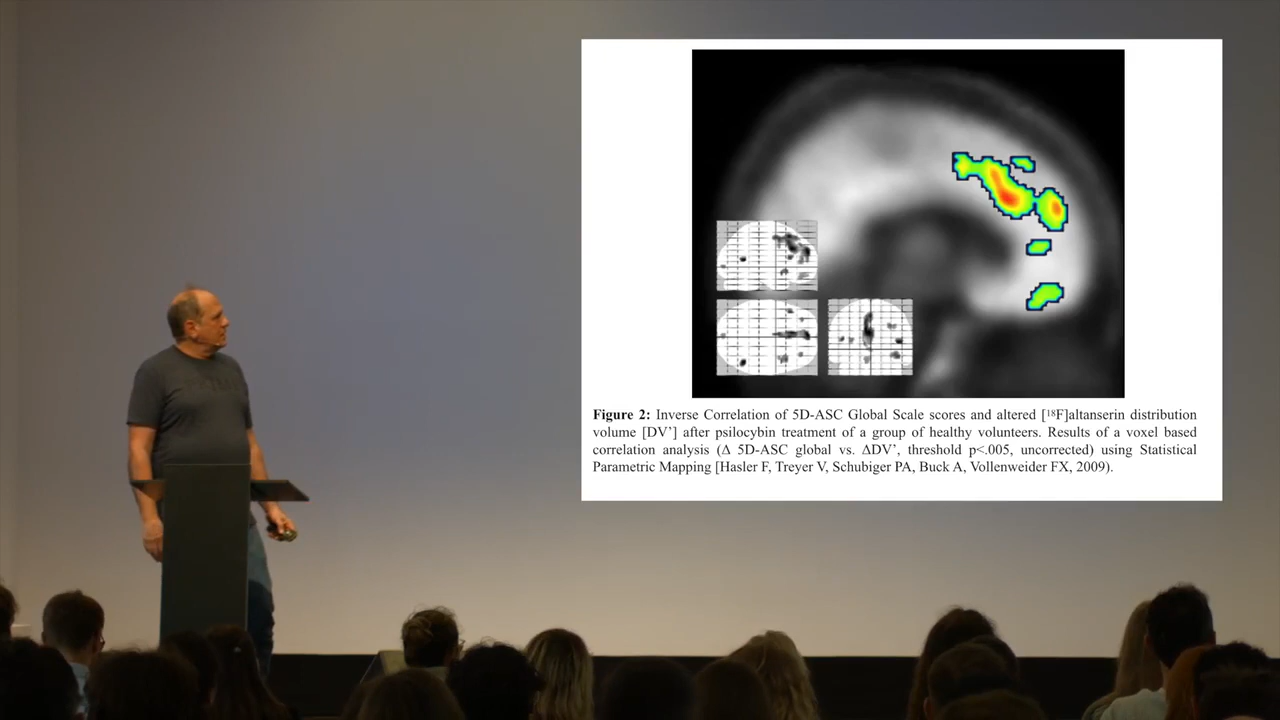 Figure 2: Inverse Correlation of 5D-ASC Global Scale scores and altered [¹⁸F]altanserin distribution
volume [DV’] after psilocybin treatment of a group of healthy volunteers. Results of a voxel based
correlation analysis (Δ 5D-ASC global vs. ΔDV’, threshold p<.005, uncorrected) using Statistical
Parametric Mapping [Hasler F, Treyer V, Schubiger PA, Buck A, Vollenweider FX, 2009).